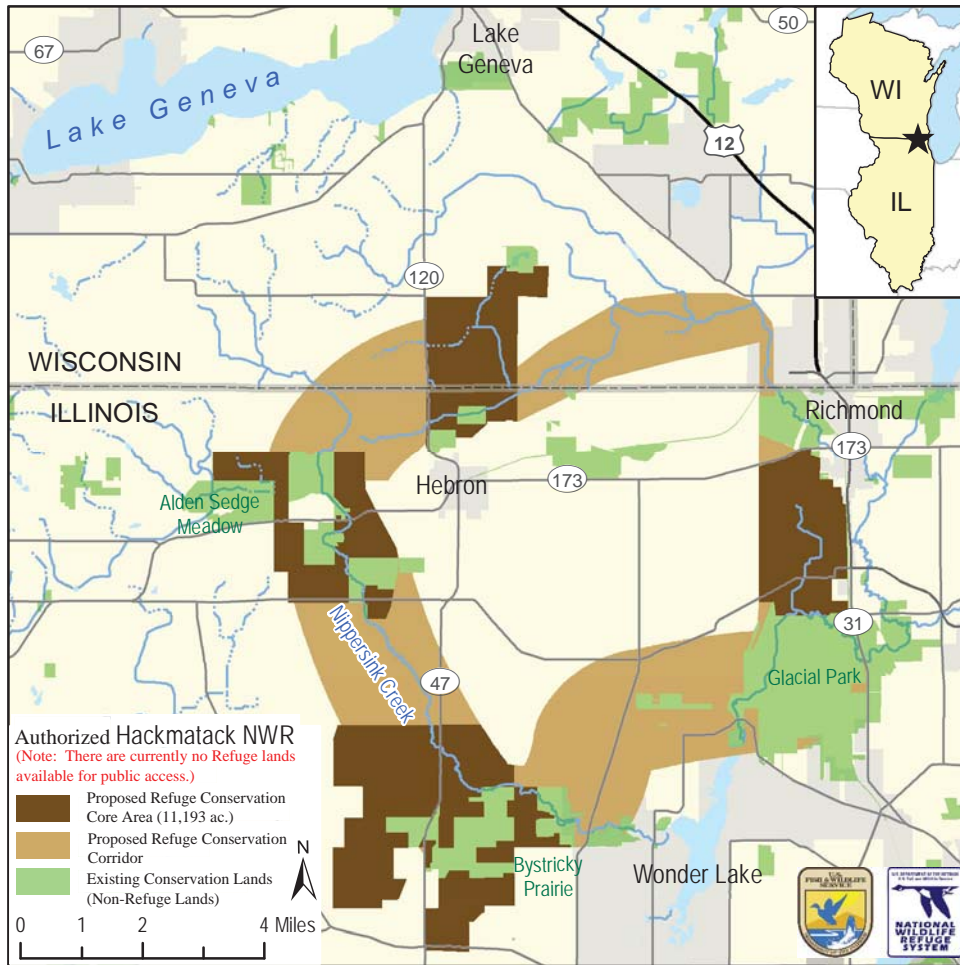 67
Lake
Geneva
50
Lake Geneva
12
WI
IL
120
WISCONSIN
ILLINOIS
Richmond
173
Hebron
173
Alden Sedge
Meadow
Nippersink Creek
31
Glacial Park
47
Authorized Hackmatack NWR
(Note: There are currently no Refuge lands
available for public access.)
Proposed Refuge Conservation
Core Area (11,193 ac.)
Proposed Refuge Conservation
Corridor
Existing Conservation Lands
(Non-Refuge Lands)
N
0 1 2 4 Miles
Bystricky
Prairie
Wonder Lake
U.S.
FISH & WILDLIFE
SERVICE
NATIONAL
WILDLIFE
REFUGE
SYSTEM